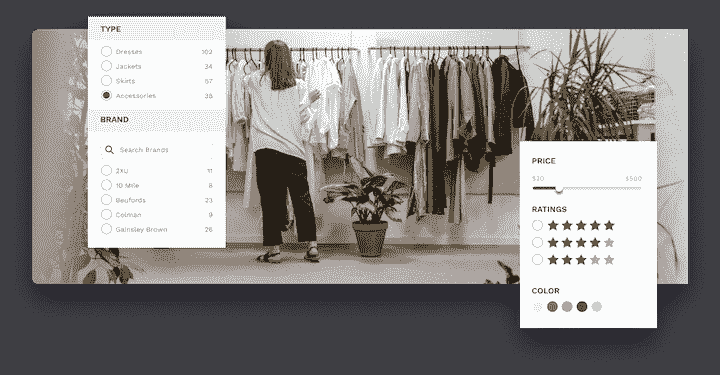 TYPE
Dresses 102
Jackets 34
Skirts 57
Accessories 38
BRAND
Search Brands
2XU 11
10 Mile 8
Beufords 23
Colman 9
Gainsley Brown 26
PRICE
$20 $500
RATINGS
COLOR